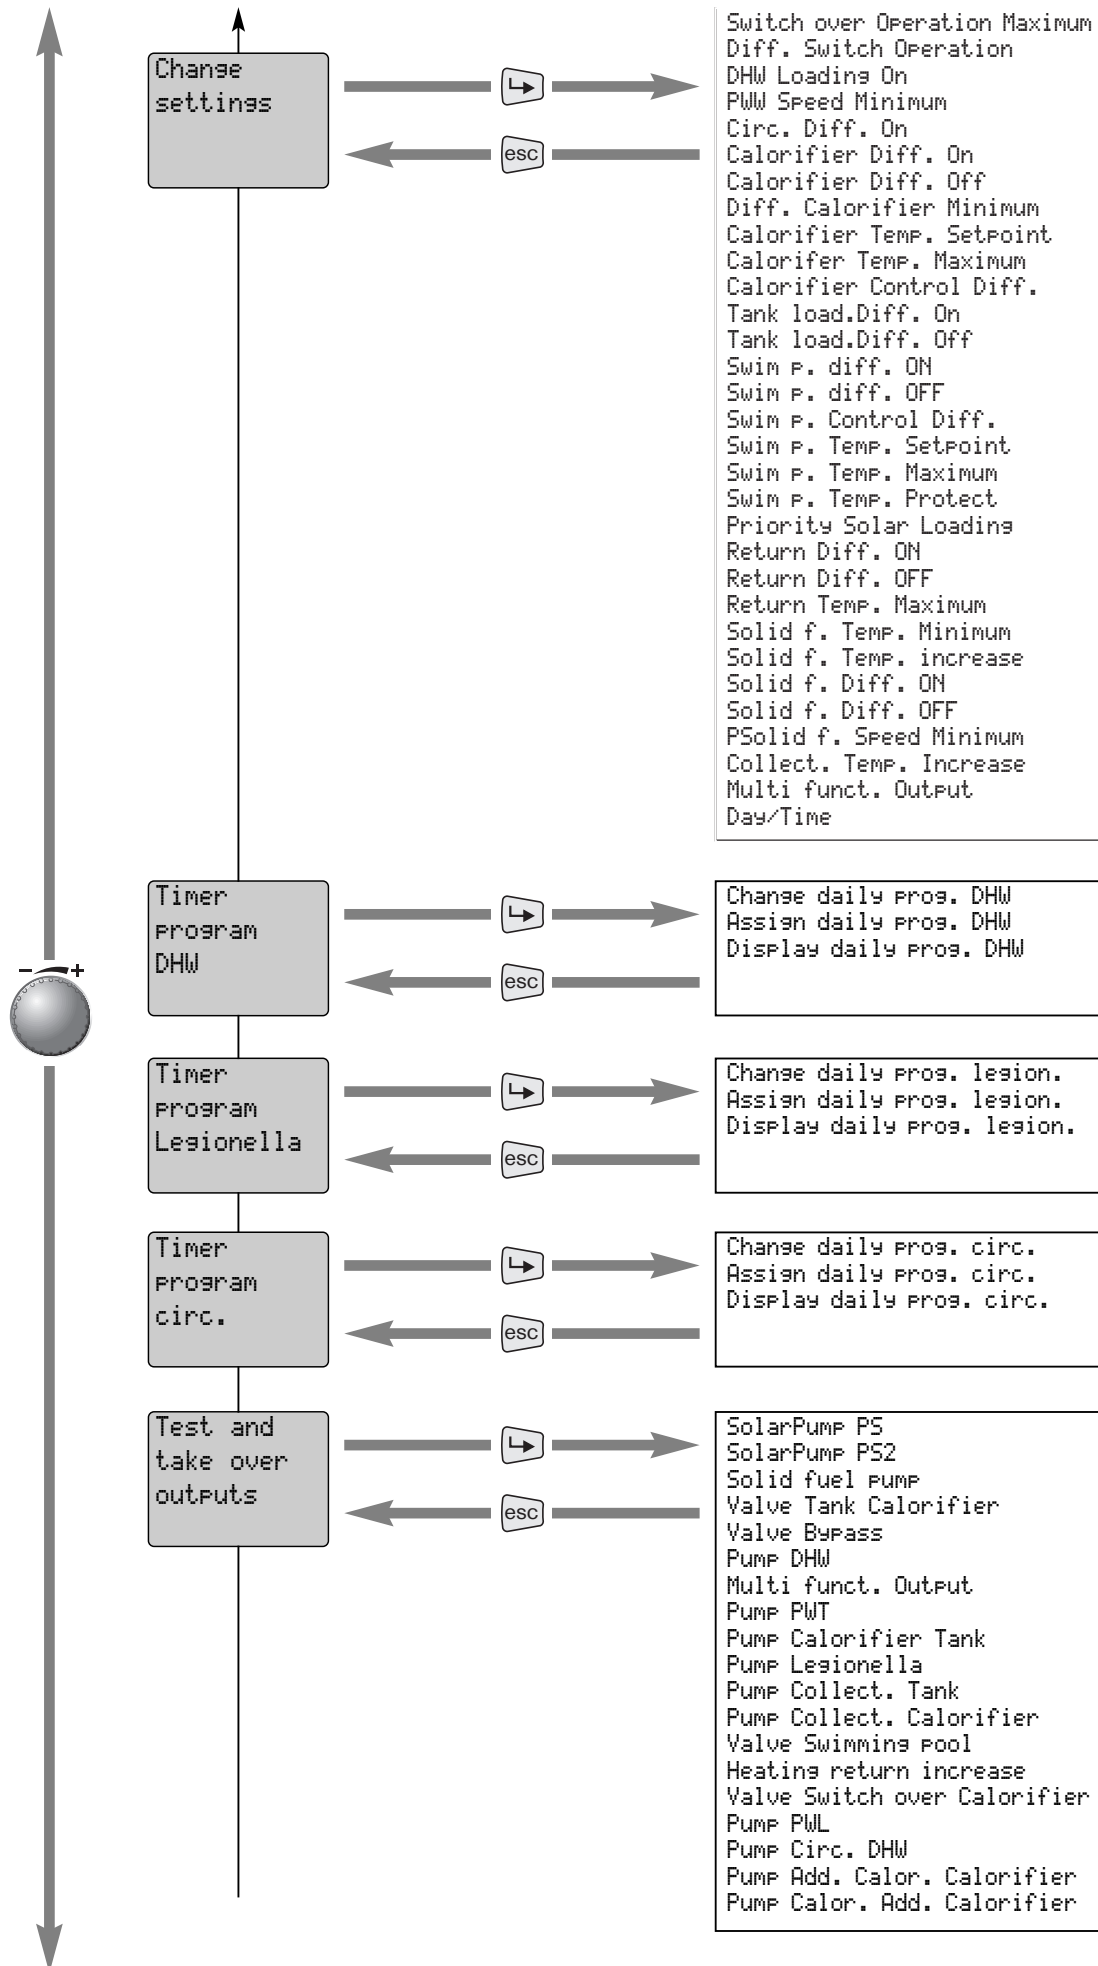 Change
settings
esc
Switch over Operation Maximum
Diff. Switch Operation
DHW Loading On
PWW Speed Minimum
Circ. Diff. On
Calorifier Diff. On
Calorifier Diff. Off
Diff. Calorifier Minimum
Calorifier Temp. Setpoint
Calorifer Temp. Maximum
Calorifier Control Diff.
Tank load.Diff. On
Tank load.Diff. Off
Swim p. diff. ON
Swim p. diff. OFF
Swim p. Control Diff.
Swim p. Temp. Setpoint
Swim p. Temp. Maximum
Swim p. Temp. Protect
Priority Solar Loading
Return Diff. ON
Return Diff. OFF
Return Temp. Maximum
Solid f. Temp. Minimum
Solid f. Temp. increase
Solid f. Diff. ON
Solid f. Diff. OFF
PSolid f. Speed Minimum
Collect. Temp. Increase
Multi funct. Output
Day/Time
Timer
program
DHW
esc
Change daily prog. DHW
Assign daily prog. DHW
Display daily prog. DHW
- +
Timer
program
Legionella
esc
Change daily prog. legion.
Assign daily prog. legion.
Display daily prog. legion.
Timer
program
circ.
esc
Change daily prog. circ.
Assign daily prog. circ.
Display daily prog. circ.
Test and
take over
outputs
esc
SolarPump PS
SolarPump PS2
Solid fuel pump
Valve Tank Calorifier
Valve Bypass
Pump DHW
Multi funct. Output
Pump PWT
Pump Calorifier Tank
Pump Legionella
Pump Collect. Tank
Pump Collect. Calorifier
Valve Swimming pool
Heating return increase
Valve Switch over Calorifier
Pump PWL
Pump Circ. DHW
Pump Add. Calor. Calorifier
Pump Calor. Add. Calorifier